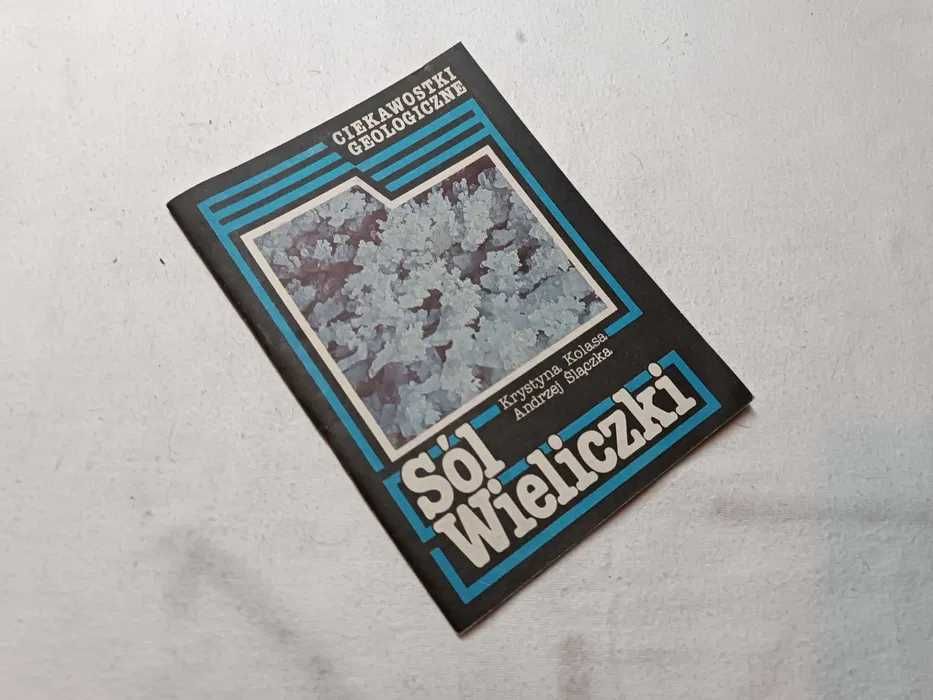 CIEKAWOSTKI
GEOLOGICZNE
Krystyna Kolasa
Andrzej Ślączka
Sól
Wieliczki